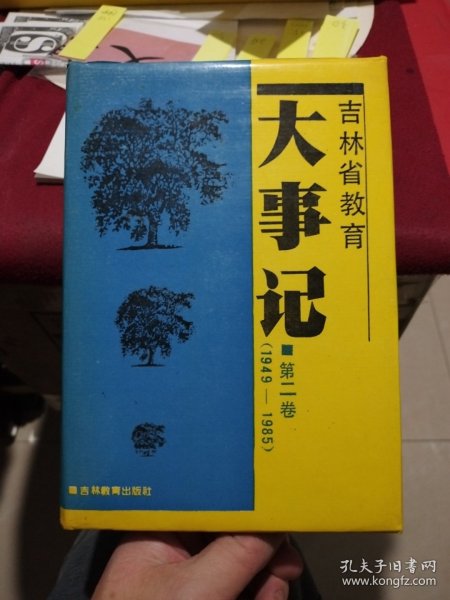 吉林省教育
大事记
第二卷
(1949—1985)
吉林教育出版社
孔夫子旧书网
www.kongfz.com